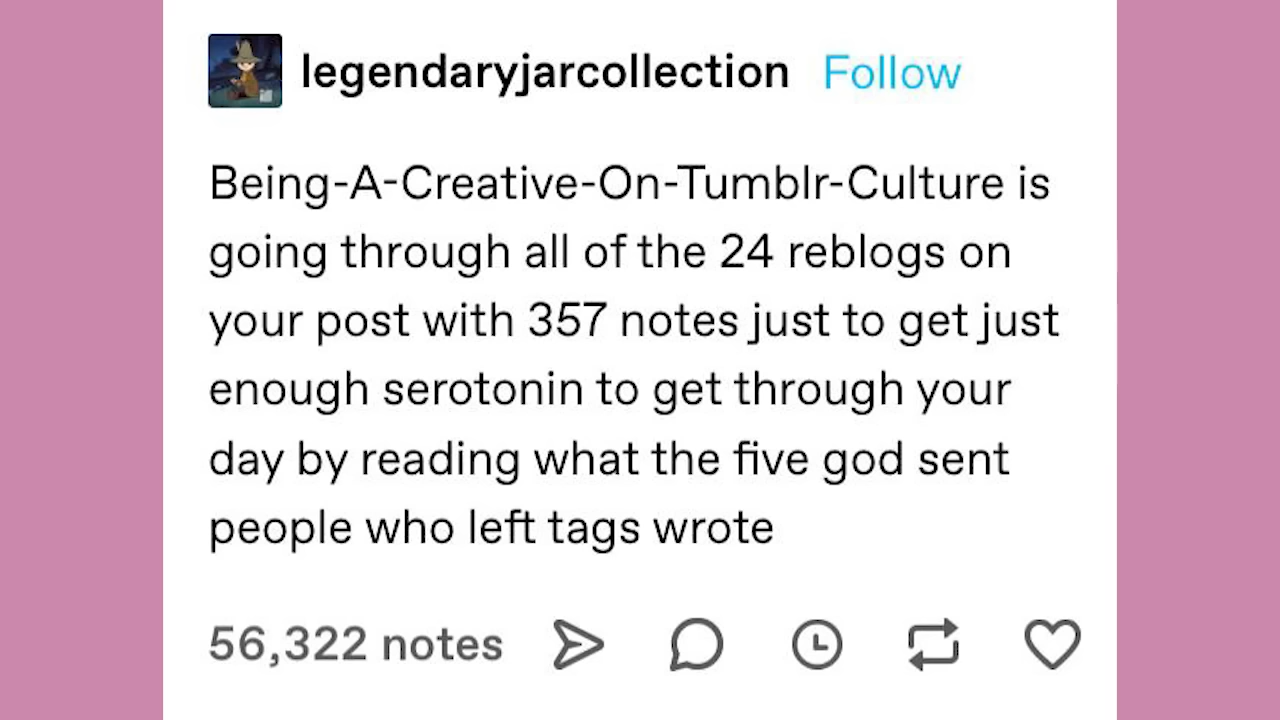 legendaryjarcollection Follow
Being-A-Creative-On-Tumblr-Culture is
going through all of the 24 reblogs on
your post with 357 notes just to get just
enough serotonin to get through your
day by reading what the five god sent
people who left tags wrote
56,322 notes